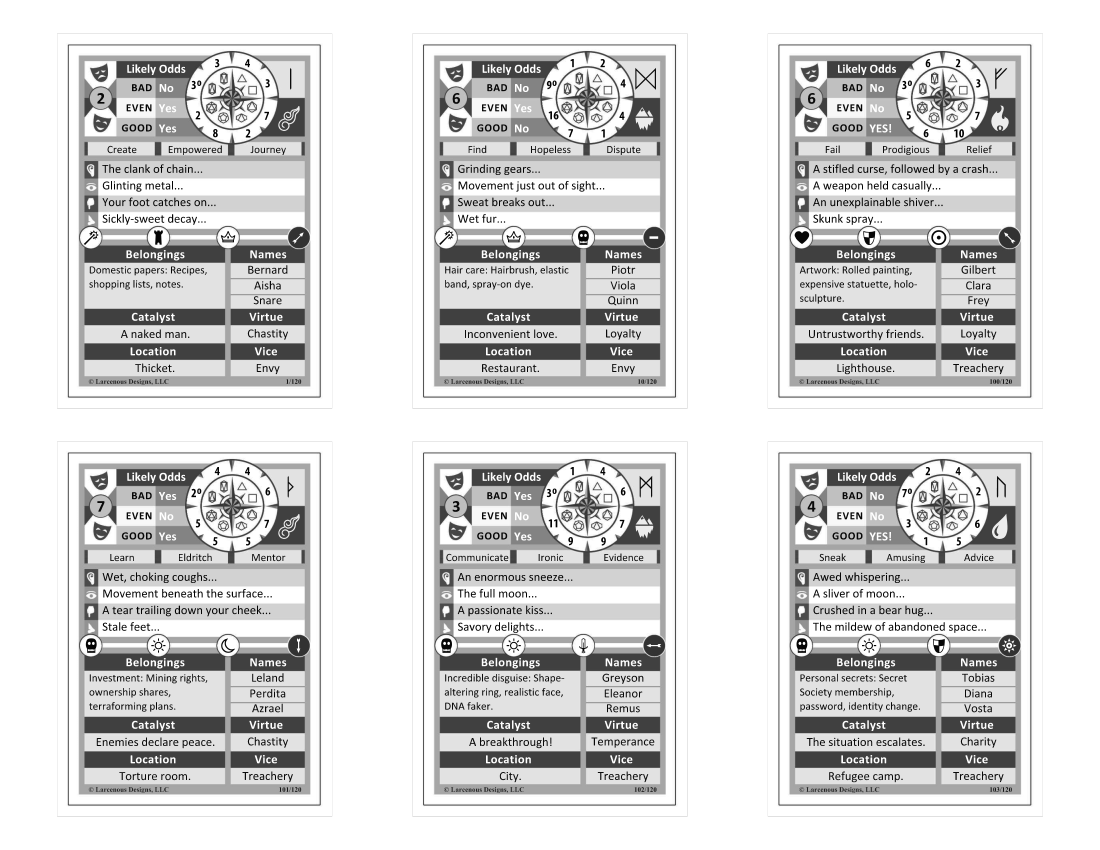 3 4
Likely Odds
BAD No 3⁰ 3
2
EVEN Yes 2 7
GOOD Yes 8 2
Create Empowered Journey
The clank of chain...
Glinting metal...
Your foot catches on...
Sickly-sweet decay...
Belongings Names
Domestic papers: Recipes, Bernard
shopping lists, notes. Aisha
Snare
Catalyst Virtue
A naked man. Chastity
Location Vice
Thicket. Envy
© Larcenous Designs, LLC 1/120
1 2
Likely Odds
BAD No 9⁰ 4
6
EVEN Yes 16 4
GOOD No 7 1
Find Hopeless Dispute
Grinding gears...
Movement just out of sight...
Sweat breaks out...
Wet fur...
Belongings Names
Hair care: Hairbrush, elastic Piotr
band, spray-on dye. Viola
Quinn
Catalyst Virtue
Inconvenient love. Loyalty
Location Vice
Restaurant. Envy
© Larcenous Designs, LLC 10/120
6 2
Likely Odds
BAD No 3⁰ 4
6
EVEN No 5 7
GOOD YES! 6 10
Fail Prodigious Relief
A stifled curse, followed by a crash...
A weapon held casually...
An unexplainable shiver...
Skunk spray...
Belongings Names
Artwork: Rolled painting, Gilbert
expensive statuette, holo- Clara
sculpture. Frey
Catalyst Virtue
Untrustworthy friends. Loyalty
Location Vice
Lighthouse. Treachery
© Larcenous Designs, LLC 100/120
4 4
Likely Odds
BAD Yes 2⁰ 6
7
EVEN No 5 7
GOOD Yes 5 5
Learn Eldritch Mentor
Wet, choking coughs...
Movement beneath the surface...
A tear trailing down your cheek...
Stale feet...
Belongings Names
Investment: Mining rights, Leland
ownership shares, Perdita
terraforming plans. Azrael
Catalyst Virtue
Enemies declare peace. Chastity
Location Vice
Torture room. Treachery
© Larcenous Designs, LLC 101/120
1 4
Likely Odds
BAD Yes 3⁰ 6
3
EVEN No 11 7
GOOD Yes 9 9
Communicate Ironic Evidence
An enormous sneeze...
The full moon...
A passionate kiss...
Savory delights...
Belongings Names
Incredible disguise: Shape- Greyson
altering ring, realistic face, Eleanor
DNA faker. Remus
Catalyst Virtue
A breakthrough! Temperance
Location Vice
City. Treachery
© Larcenous Designs, LLC 102/120
2 4
Likely Odds
BAD No 7⁰ 2
4
EVEN No 3 6
GOOD YES! 1 5
Sneak Amusing Advice
Awed whispering...
A sliver of moon...
Crushed in a bear hug...
The mildew of abandoned space...
Belongings Names
Personal secrets: Secret Tobias
Society membership, Diana
password, identity change. Vosta
Catalyst Virtue
The situation escalates. Charity
Location Vice
Refugee camp. Treachery
© Larcenous Designs, LLC 103/120